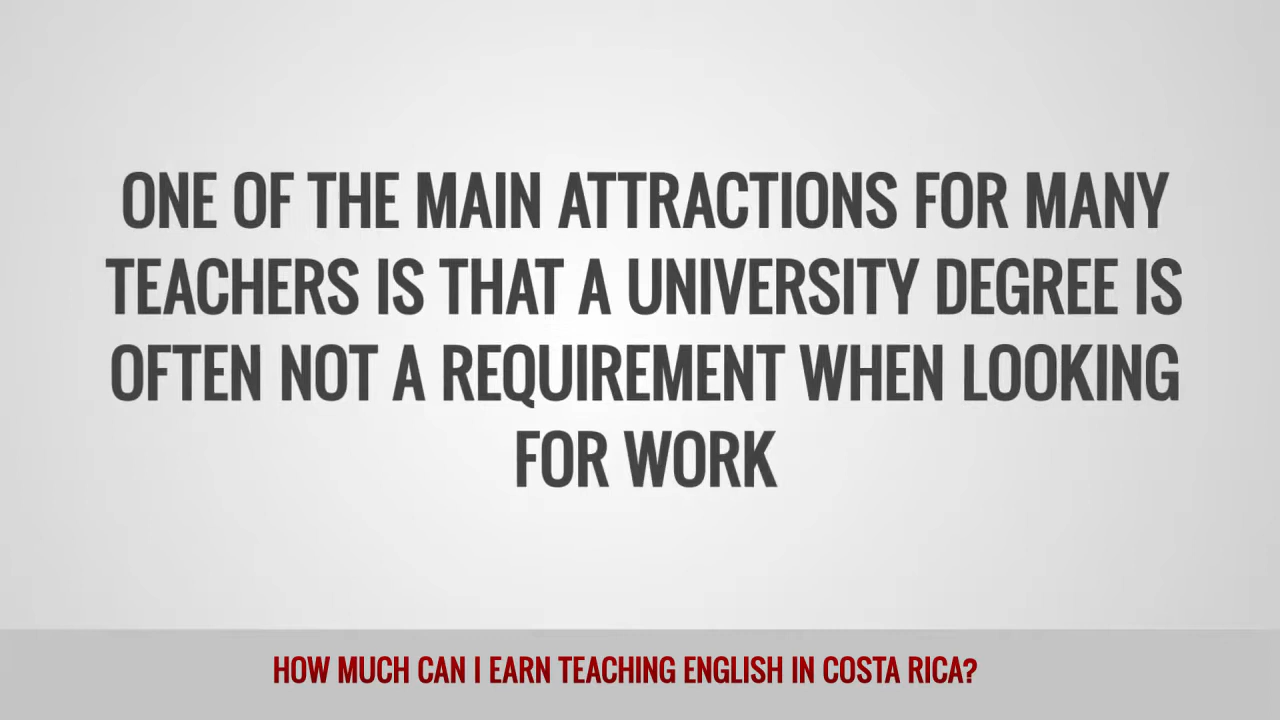 ONE OF THE MAIN ATTRACTIONS FOR MANY
TEACHERS IS THAT A UNIVERSITY DEGREE IS
OFTEN NOT A REQUIREMENT WHEN LOOKING
FOR WORK
HOW MUCH CAN I EARN TEACHING ENGLISH IN COSTA RICA?